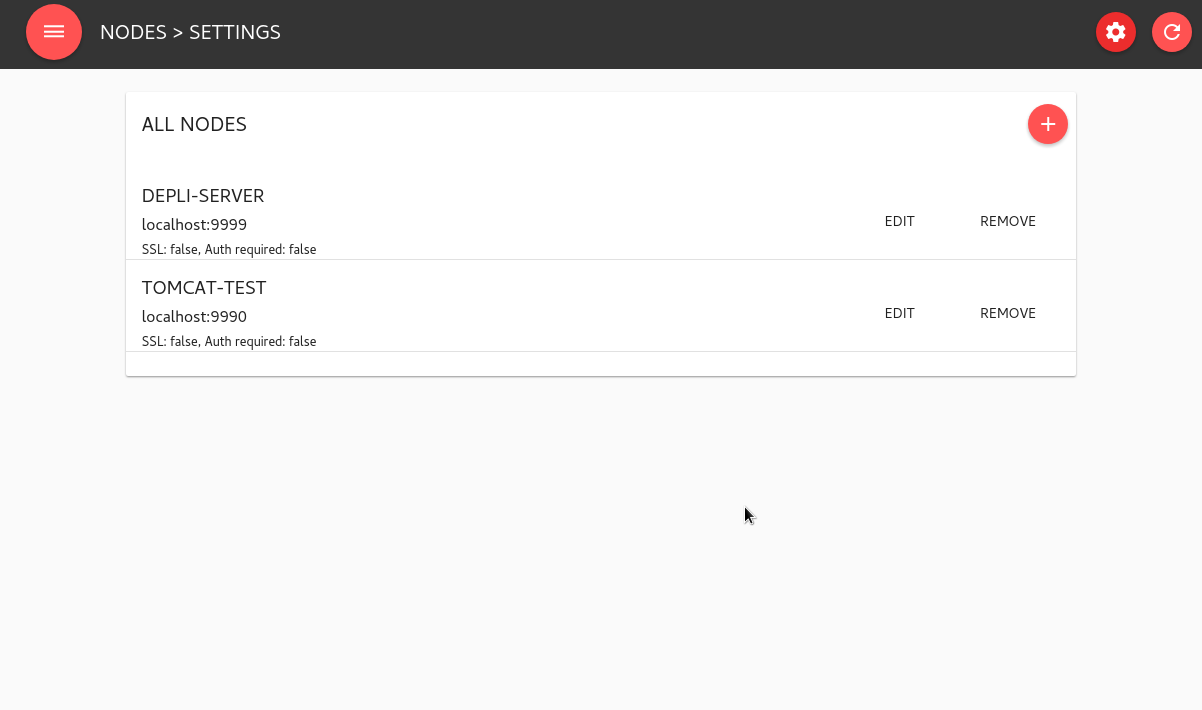 NODES > SETTINGS
ALL NODES
DEPLI-SERVER
localhost:9999
EDIT
REMOVE
SSL: false, Auth required: false
TOMCAT-TEST
localhost:9990
EDIT
REMOVE
SSL: false, Auth required: false